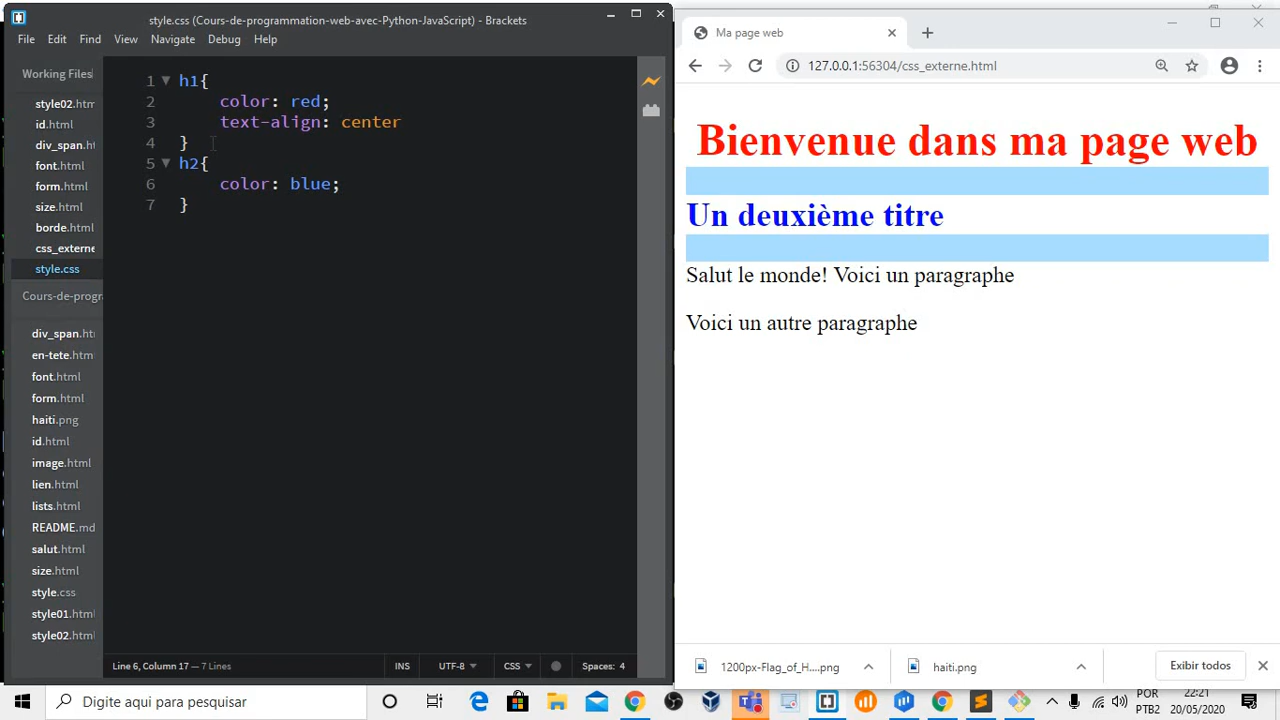 style.css (Cours-de-programmation-web-avec-Python-JavaScript) - Brackets
File Edit Find View Navigate Debug Help
Working Files
style02.htm
id.html
div_span.h
font.html
form.html
size.html
borde.html
css_externe
style.css
Cours-de-progra
div_span.ht
en-tete.htm
font.html
form.html
haiti.png
id.html
image.html
lien.html
lists.html
README.md
salut.html
size.html
style.css
style01.html
style02.html
1 h1{
2 color: red;
3 text-align: center
4 }
5 h2{
6 color: blue;
7 }
Line 6, Column 17 — 7 Lines
INS UTF-8 CSS Spaces: 4
Ma page web
127.0.0.1:56304/css_externe.html
Bienvenue dans ma page web
Un deuxième titre
Salut le monde! Voici un paragraphe
Voici un autre paragraphe
1200px-Flag_of_H....png
haiti.png
Exibir todos
Digite aqui para pesquisar
POR
PTB2
22:2
20/05/2020